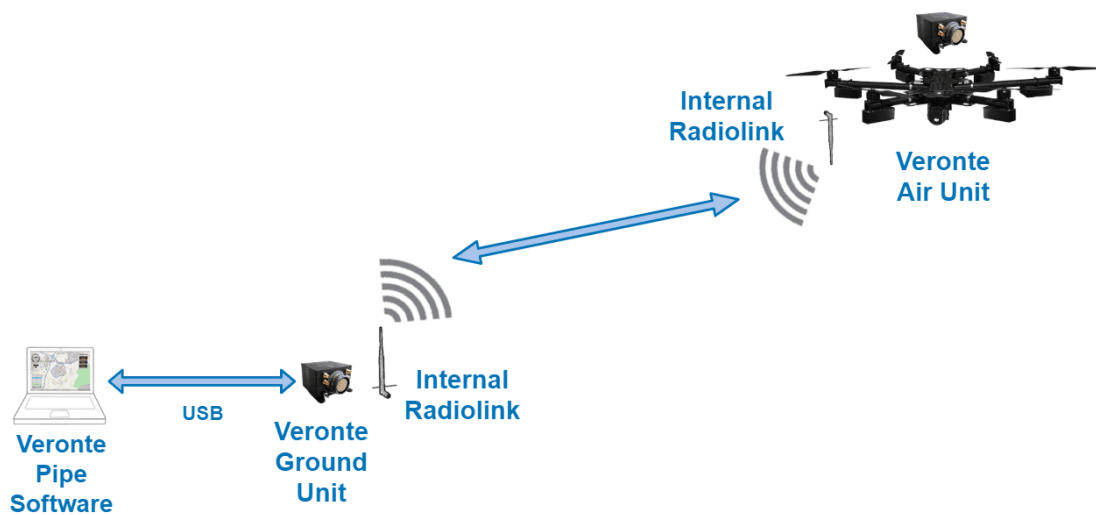 Internal
Radiolink
Veronte
Air Unit
Internal
Radiolink
USB
Veronte
Pipe
Software
Veronte
Ground
Unit